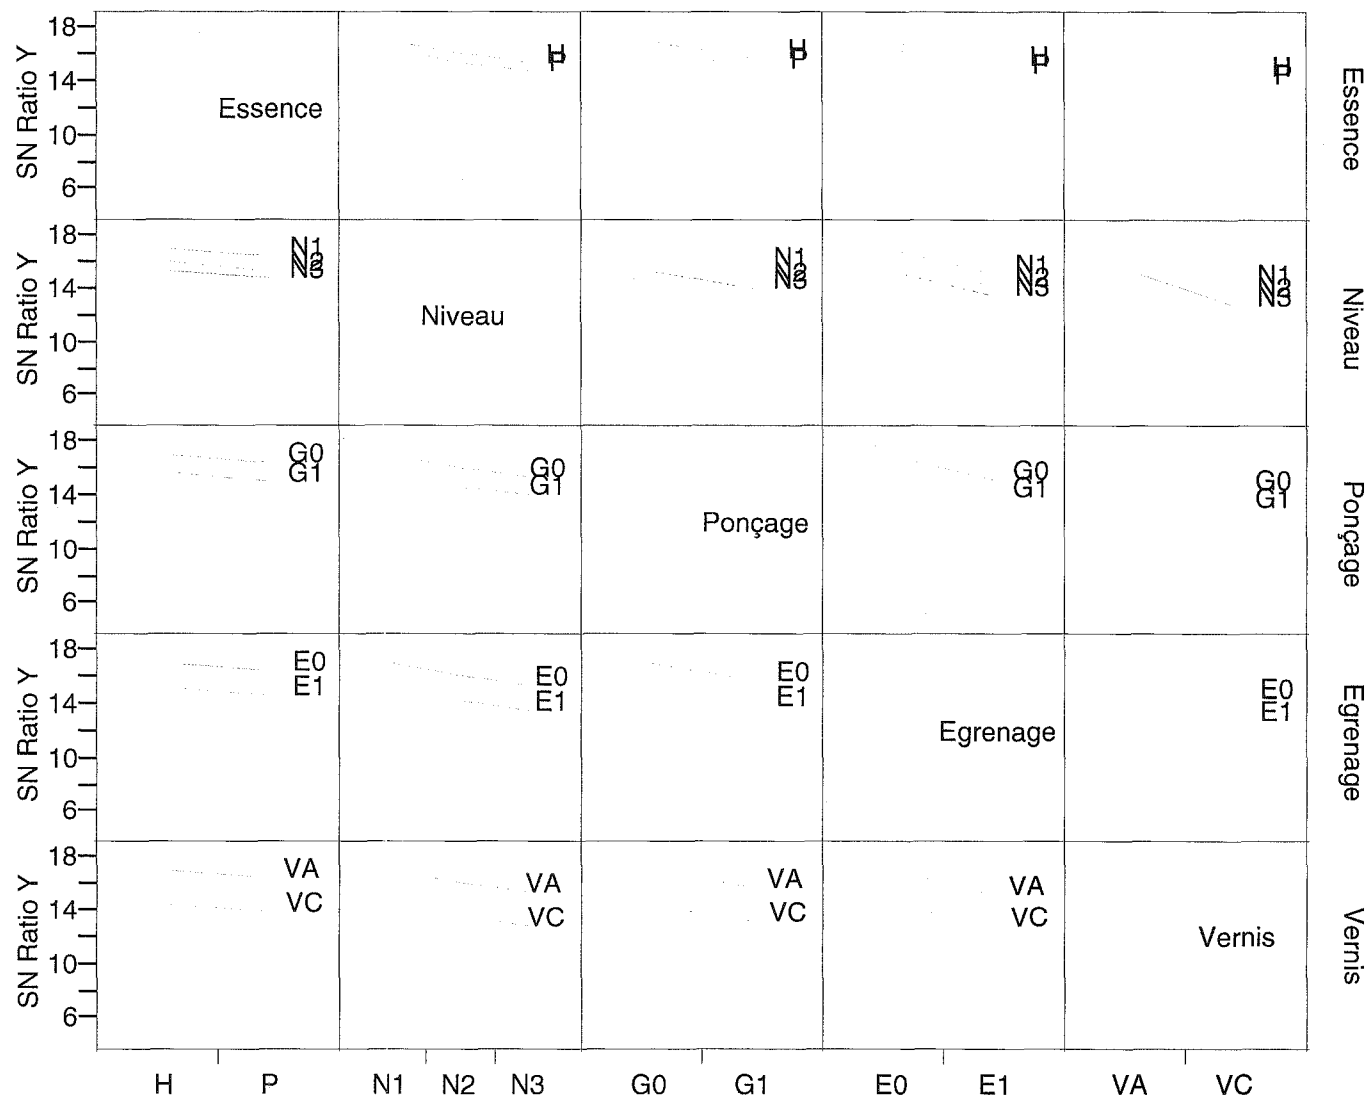 SN Ratio Y
18
14
10
6
Essence
H
P
H
P
H
P
H
P
Essence
SN Ratio Y
18
14
10
6
N1
N2
N3
Niveau
N1
N2
N3
N1
N2
N3
N1
N2
N3
Niveau
SN Ratio Y
18
14
10
6
G0
G1
G0
G1
Ponçage
G0
G1
G0
G1
Ponçage
SN Ratio Y
18
14
10
6
E0
E1
E0
E1
E0
E1
Egrenage
E0
E1
Egrenage
SN Ratio Y
18
14
10
6
VA
VC
VA
VC
VA
VC
VA
VC
Vernis
Vernis
H P N1 N2 N3 G0 G1 E0 E1 VA VC